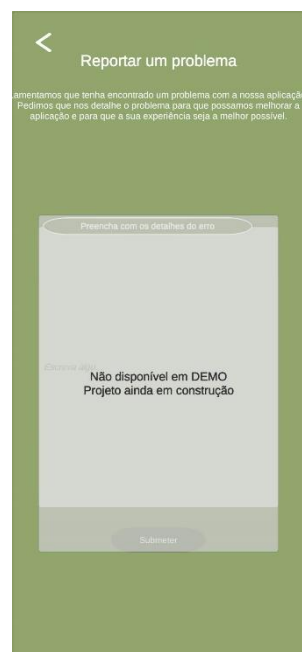 Reportar um problema
amentamos que tenha encontrado um problema com a nossa aplicaçã
Pedimos que nos detalhe o problema para que possamos melhorar a
aplicação e para que a sua experiência seja a melhor possível.
Preencha com os detalhes do erro
Escreva aqui
Não disponível em DEMO
Projeto ainda em construção
Submeter